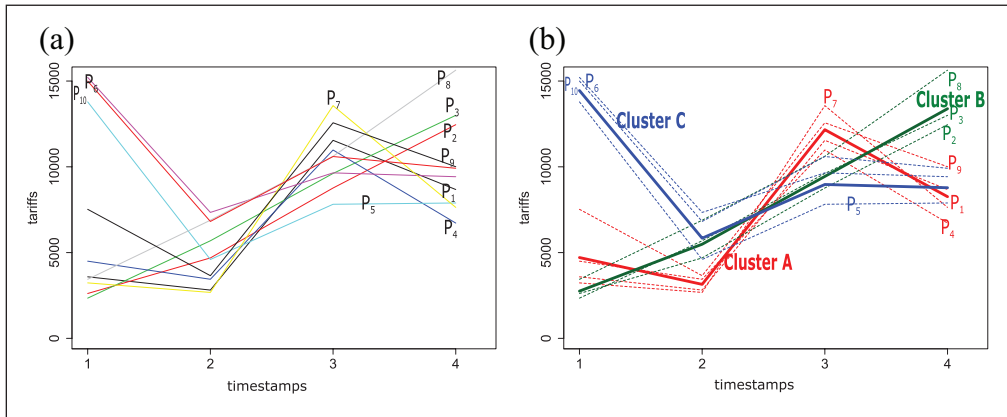 (a)
15000
10000
5000
0
tariffs
P10
P6
P7
P8
P3
P2
P9
P1
P5
P4
1 2 3 4
timestamps
(b)
15000
10000
5000
0
tariffs
P10
P6
Cluster C
P7
P8
Cluster B
P3
P2
P9
P1
P5
P4
Cluster A
1 2 3 4
timestamps